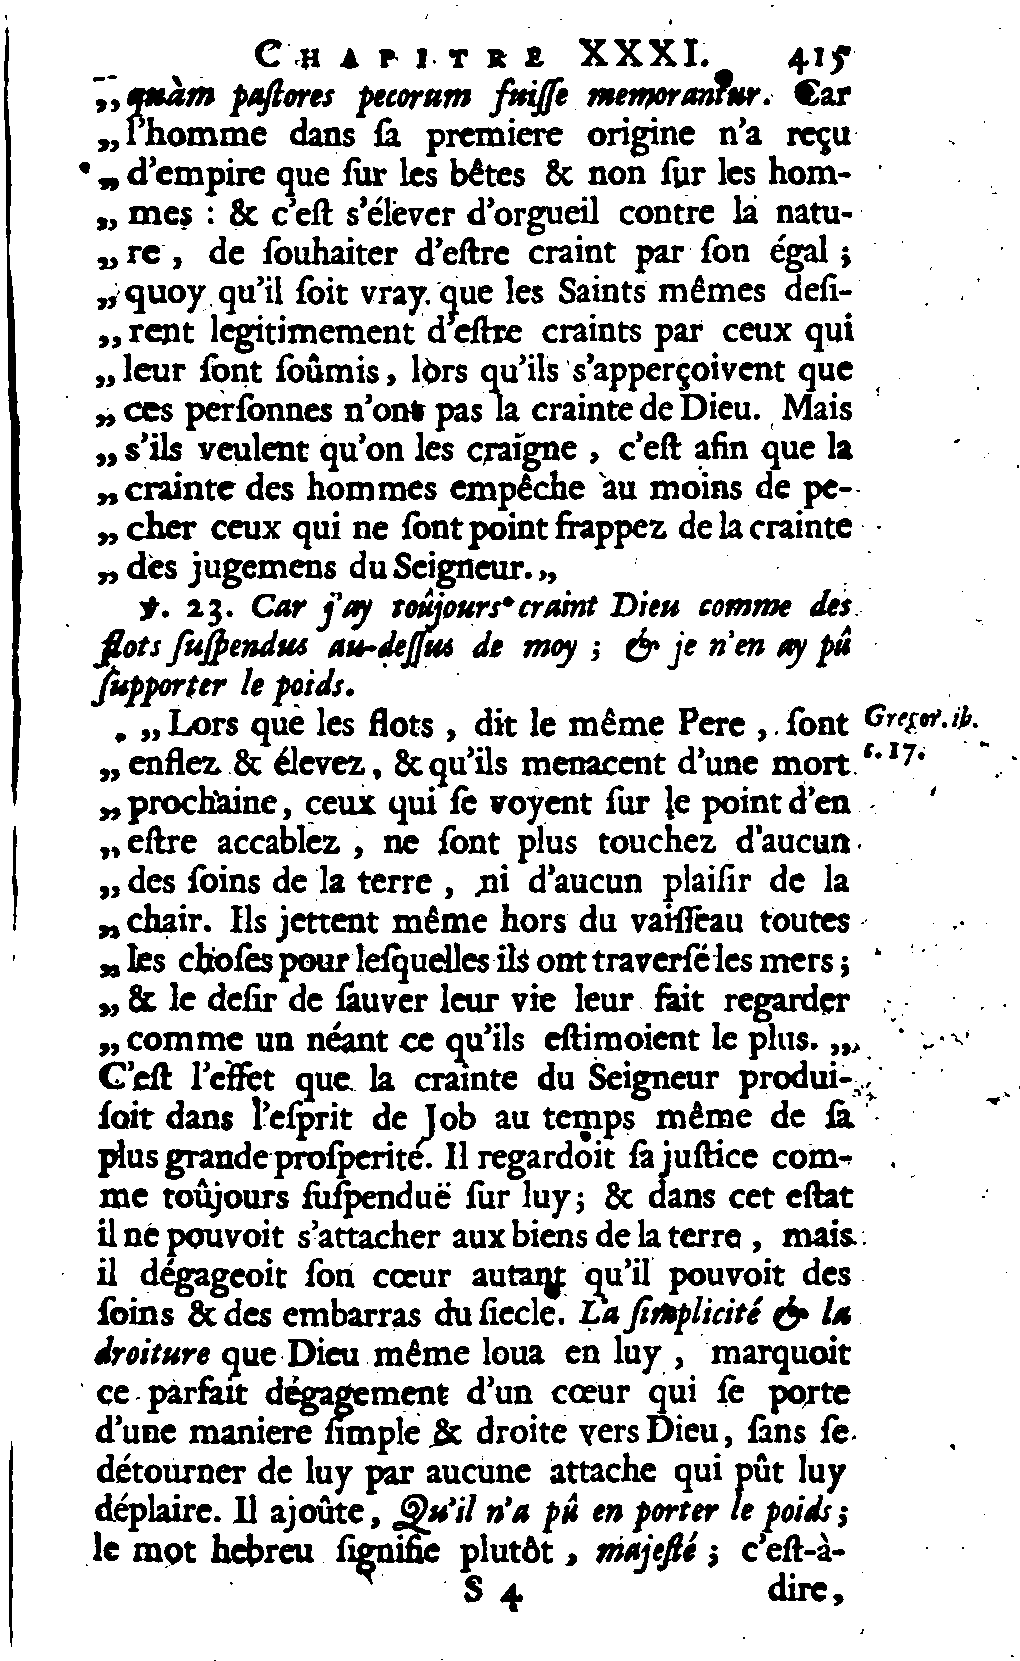 CHAPITRE XXXI. 415
„quàm paſtores pecorum fuiſſe memorantur. Car
„l'homme dans ſa premiere origine n'a reçu
„d'empire que ſur les bêtes & non ſur les hom-
„mes : & c'eſt s'élever d'orgueil contre la natu-
„re, de ſouhaiter d'eſtre craint par ſon égal ;
„quoy qu'il ſoit vray que les Saints mêmes deſi-
„rent legitimement d'eſtre craints par ceux qui
„leur ſont ſoûmis, lors qu'ils s'apperçoivent que
„ces perſonnes n'ont pas la crainte de Dieu. Mais
„s'ils veulent qu'on les craigne, c'eſt afin que la
„crainte des hommes empêche au moins de pe-
„cher ceux qui ne ſont point frappez de la crainte
„des jugemens du Seigneur.„
℣. 23. Car j'ay toûjours craint Dieu comme des
flots ſuſpendus au-deſſus de moy ; & je n'en ay pû
ſupporter le poids.
„Lors que les flots, dit le même Pere, ſont
Gregor. ib.
c. 17.
„enflez & élevez, & qu'ils menacent d'une mort
„prochaine, ceux qui ſe voyent ſur le point d'en
„eſtre accablez, ne ſont plus touchez d'aucun
„des ſoins de la terre, ni d'aucun plaiſir de la
„chair. Ils jettent même hors du vaiſſeau toutes
„les choſes pour leſquelles ils ont traverſé les mers ;
„& le deſir de ſauver leur vie leur fait regarder
„comme un néant ce qu'ils eſtimoient le plus.„
C'eſt l'effet que la crainte du Seigneur produi-
ſoit dans l'eſprit de Job au temps même de ſa
plus grande proſperité. Il regardoit ſa juſtice com-
me toûjours ſuſpenduë ſur luy; & dans cet eſtat
il ne pouvoit s'attacher aux biens de la terre, mais
il dégageoit ſon cœur autant qu'il pouvoit des
ſoins & des embarras du ſiecle. La ſimplicité & la
droiture que Dieu même loua en luy, marquoit
ce parfait dégagement d'un cœur qui ſe porte
d'une maniere ſimple & droite vers Dieu, ſans ſe
détourner de luy par aucune attache qui pût luy
déplaire. Il ajoûte, Qu'il n'a pû en porter le poids ;
le mot hebreu ſignifie plutôt, majeſté ; c'eſt-à-
S 4 dire,